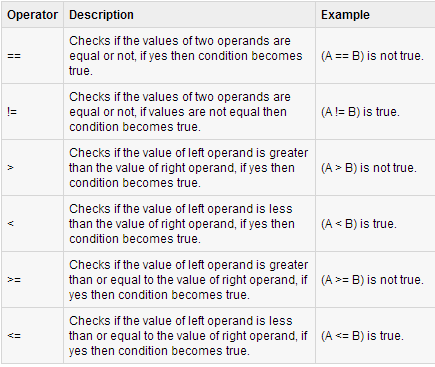 Operator Description Example
Checks if the values of two operands are
== equal or not, if yes then condition becomes (A == B) is not true.
true.
Checks if the values of two operands are
!= equal or not, if values are not equal then (A != B) is true.
condition becomes true.
Checks if the value of left operand is greater
> than the value of right operand, if yes then (A > B) is not true.
condition becomes true.
Checks if the value of left operand is less
< than the value of right operand, if yes then (A < B) is true.
condition becomes true.
Checks if the value of left operand is greater
>= than or equal to the value of right operand, if (A >= B) is not true.
yes then condition becomes true.
Checks if the value of left operand is less
<= than or equal to the value of right operand, if (A <= B) is true.
yes then condition becomes true.